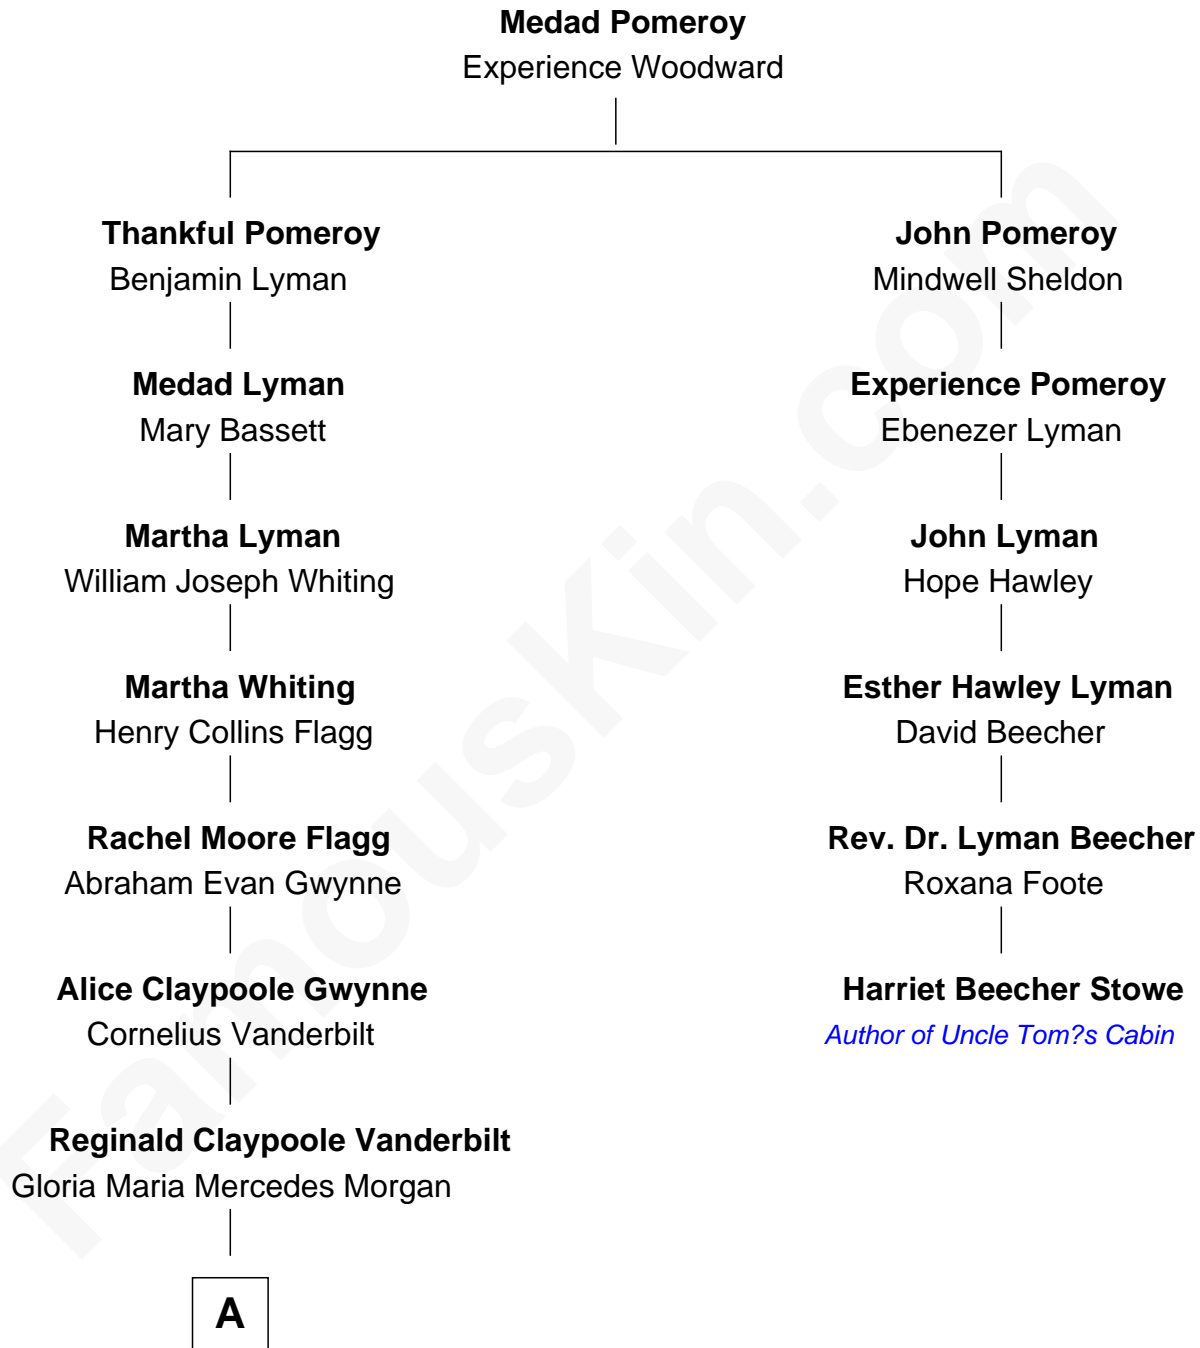 Medad Pomeroy
Experience Woodward
Thankful Pomeroy
Benjamin Lyman
John Pomeroy
Mindwell Sheldon
Medad Lyman
Mary Bassett
Experience Pomeroy
Ebenezer Lyman
Martha Lyman
William Joseph Whiting
John Lyman
Hope Hawley
Martha Whiting
Henry Collins Flagg
Esther Hawley Lyman
David Beecher
Rachel Moore Flagg
Abraham Evan Gwynne
Rev. Dr. Lyman Beecher
Roxana Foote
Alice Claypoole Gwynne
Cornelius Vanderbilt
Harriet Beecher Stowe
Author of Uncle Tom?s Cabin
Reginald Claypoole Vanderbilt
Gloria Maria Mercedes Morgan
A
FamousKin.com